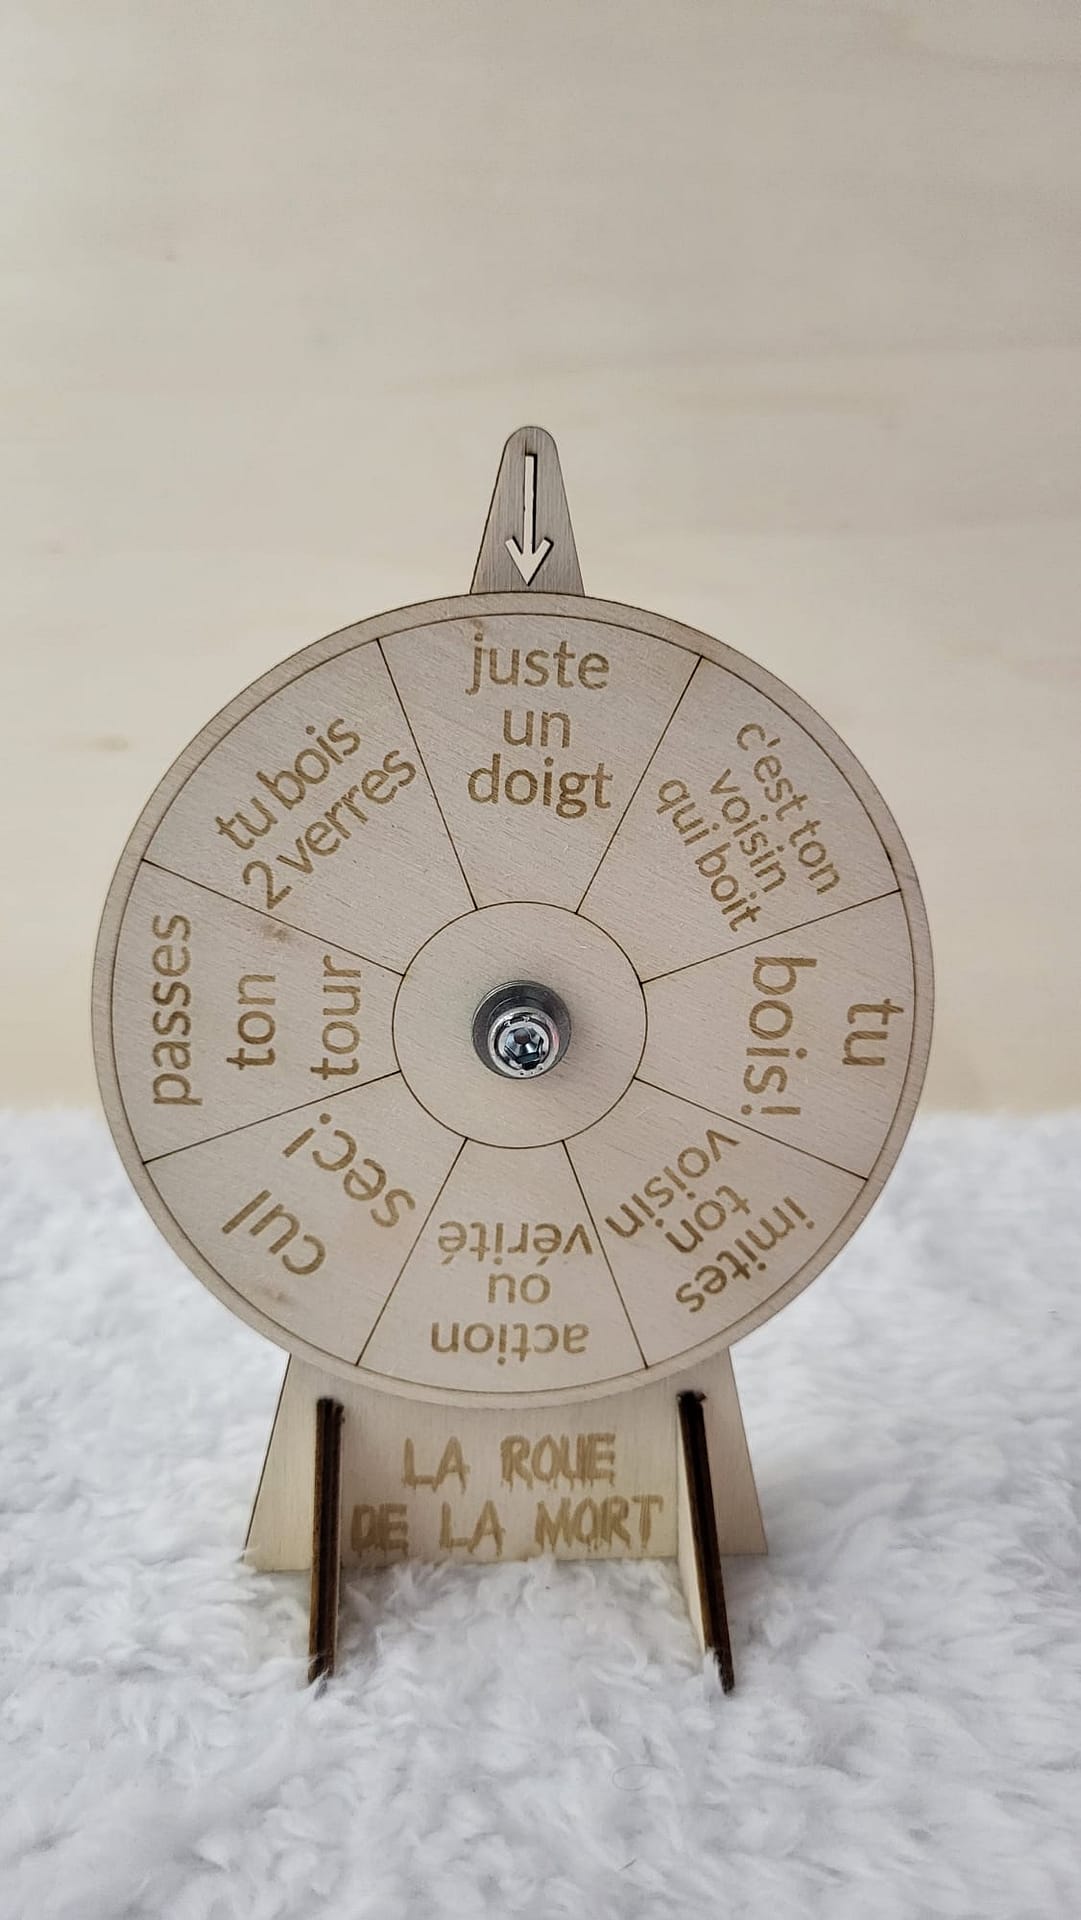 juste
un
doigt
c'est ton
voisin
qui boit
tu
bois!
imites
ton
voisin
action
ou
vérité
cul
sec!
passes
ton
tour
tu bois
2 verres
LA ROUE
DE LA MORT